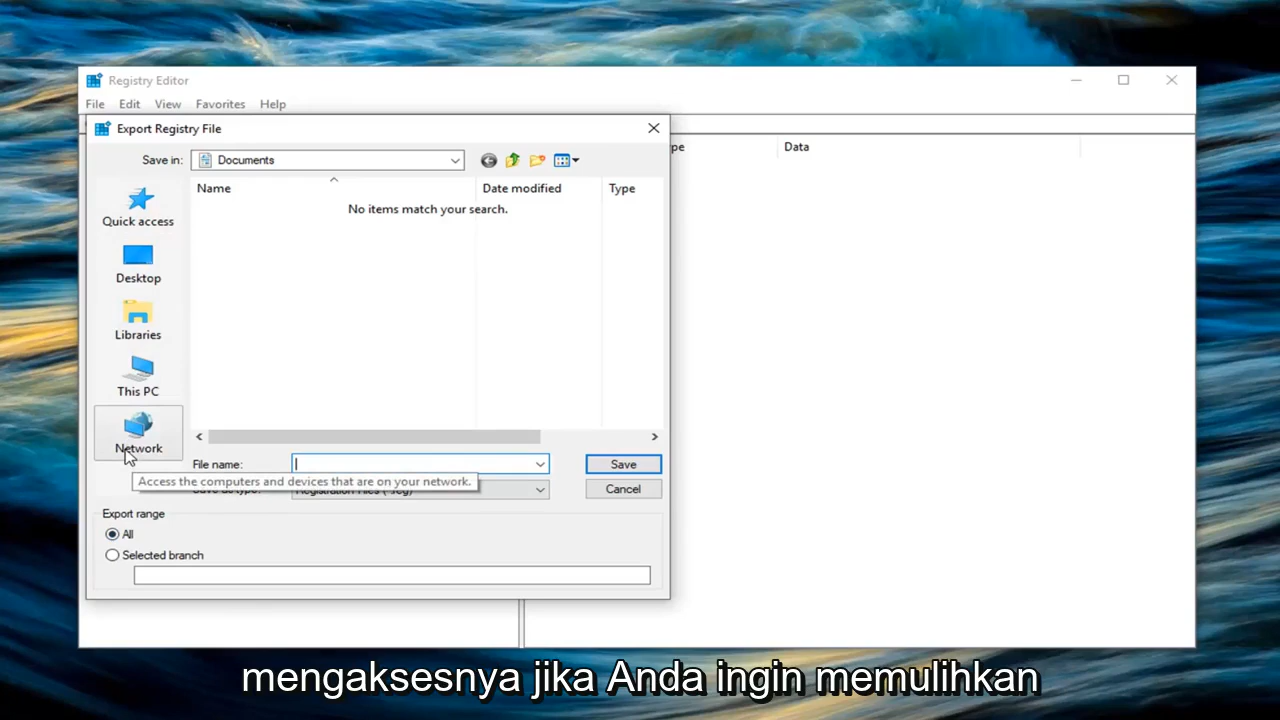 Registry Editor
File Edit View Favorites Help
Export Registry File
Save in: Documents
pe Data
Name Date modified Type
No items match your search.
Quick access
Desktop
Libraries
This PC
Network
File name: Save
Access the computers and devices that are on your network.
Cancel
Export range
All
Selected branch
mengaksesnya jika Anda ingin memulihkan